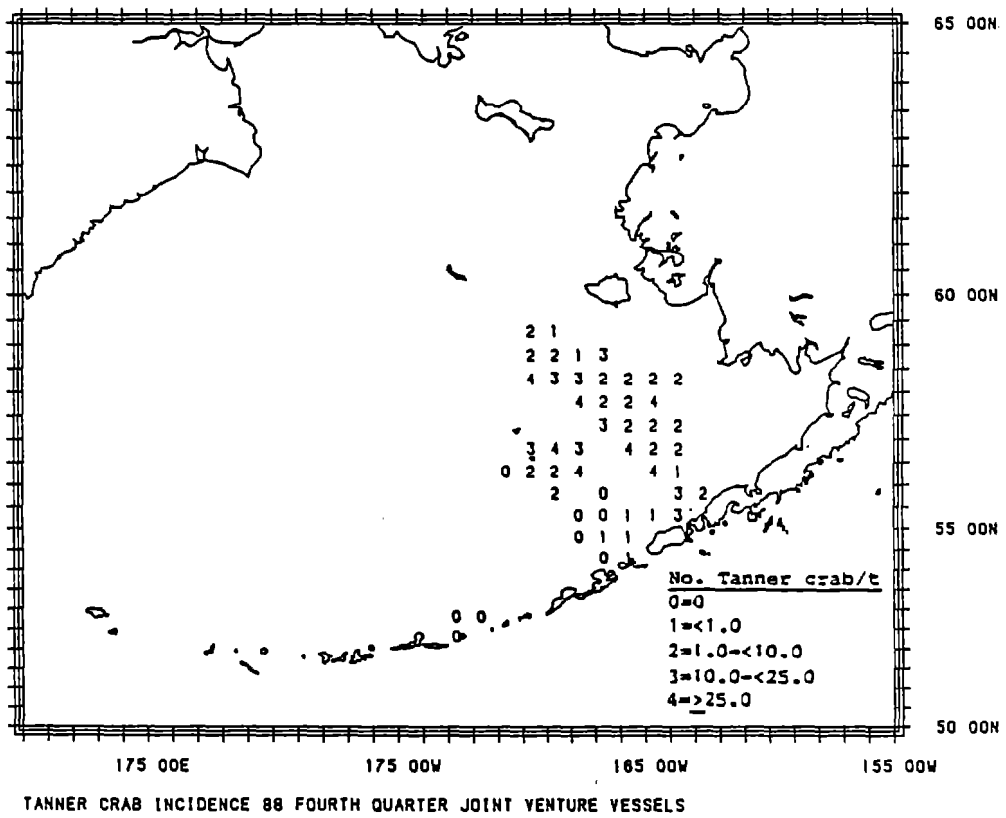 65 00N
60 00N
2 1
2 2 1 3
4 3 3 2 2 2 2
4 2 2 4
3 2 2 2
3 4 3 4 2 2
0 2 2 4 4 1
2 0 3 2
0 0 1 1 3
55 00N
0 1 1
0
No. Tanner crab/t
0=0
0 0
1=<1.0
0
2=1.0-<10.0
3=10.0-<25.0
4=≥25.0
50 00N
175 00E 175 00W 165 00W 155 00W
TANNER CRAB INCIDENCE 88 FOURTH QUARTER JOINT VENTURE VESSELS